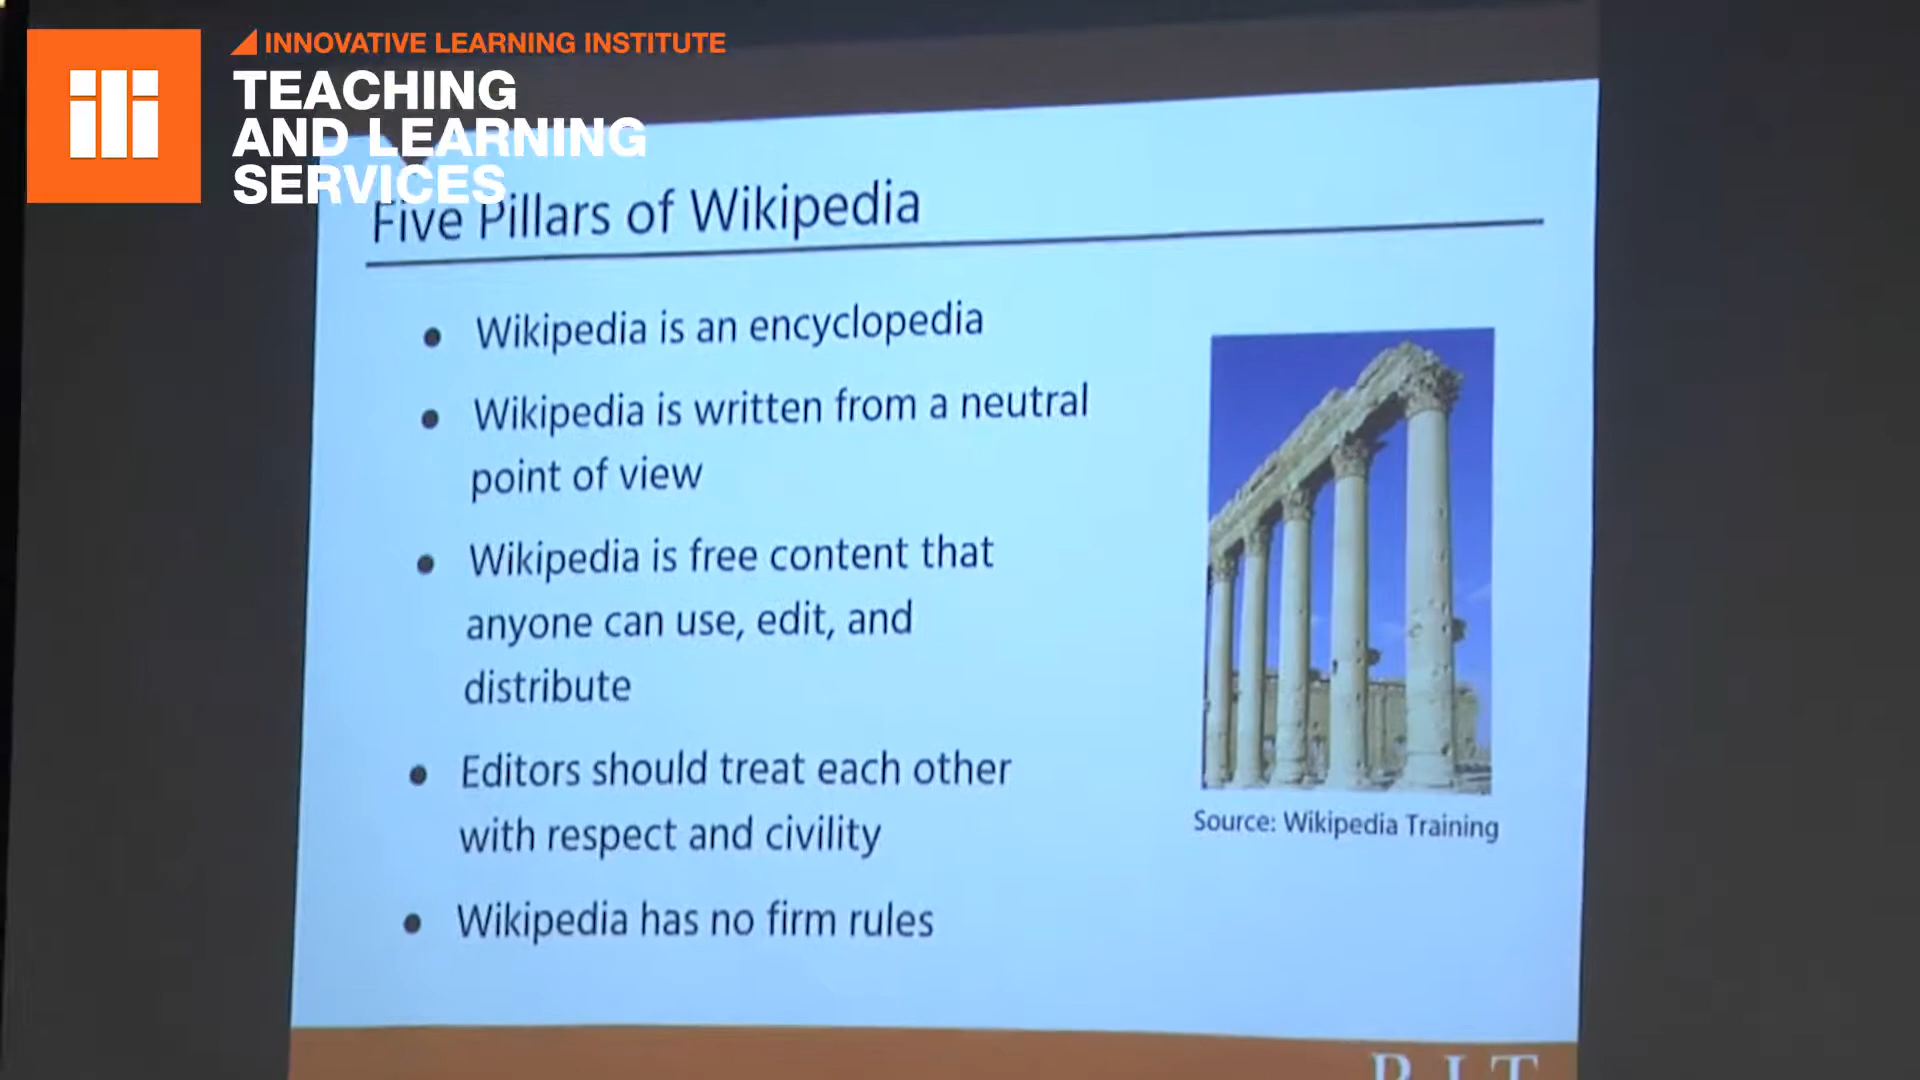 INNOVATIVE LEARNING INSTITUTE
ili
TEACHING
AND LEARNING
SERVICES
Five Pillars of Wikipedia
• Wikipedia is an encyclopedia
• Wikipedia is written from a neutral
point of view
• Wikipedia is free content that
anyone can use, edit, and
distribute
• Editors should treat each other
with respect and civility
• Wikipedia has no firm rules
Source: Wikipedia Training
RIT